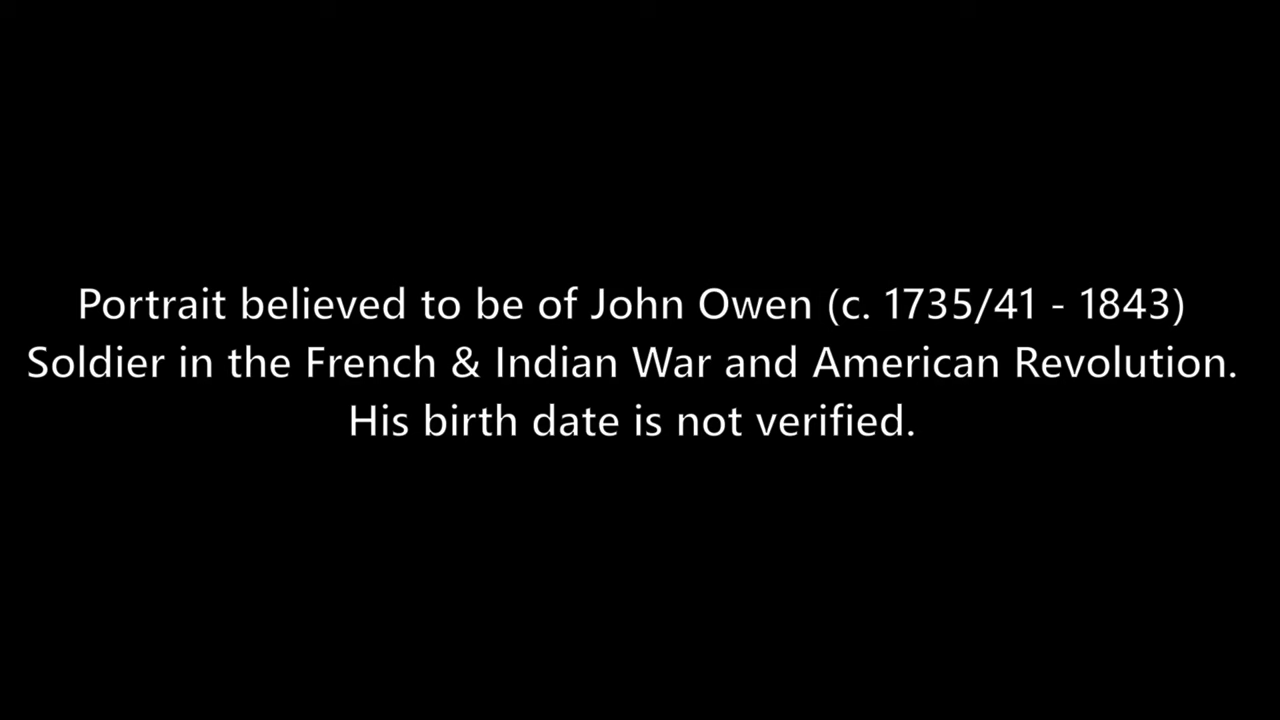 Portrait believed to be of John Owen (c. 1735/41 - 1843)
Soldier in the French & Indian War and American Revolution.
His birth date is not verified.